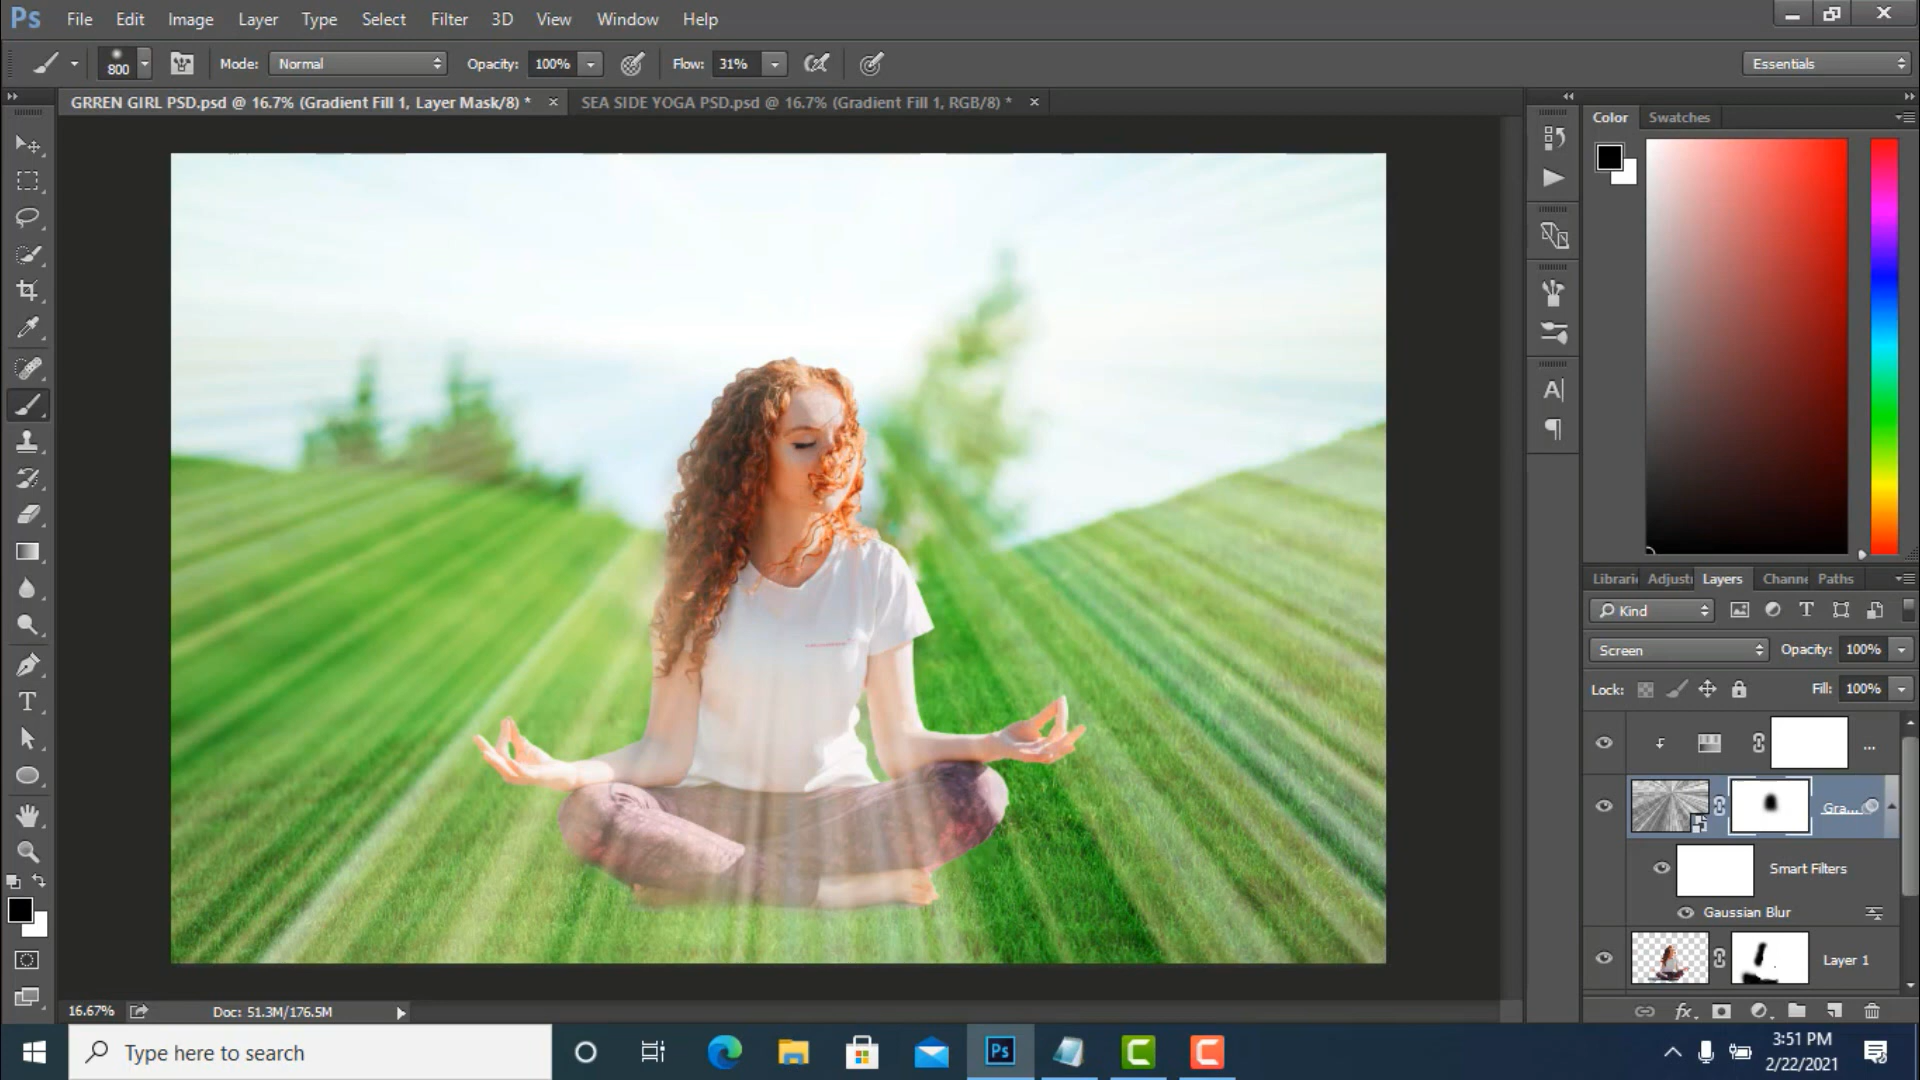 Ps File Edit Image Layer Type Select Filter 3D View Window Help
800 Mode: Normal Opacity: 100% Flow: 31% Essentials
GRREN GIRL PSD.psd @ 16.7% (Gradient Fill 1, Layer Mask/8) * SEA SIDE YOGA PSD.psd @ 16.7% (Gradient Fill 1, RGB/8) *
Color Swatches
Librari Adjust Layers Channe Paths
Kind
Screen Opacity: 100%
Lock: Fill: 100%
...
Gra...
Smart Filters
Gaussian Blur
Layer 1
fx
16.67% Doc: 51.3M/176.5M
Type here to search
Ps
3:51 PM
2/22/2021